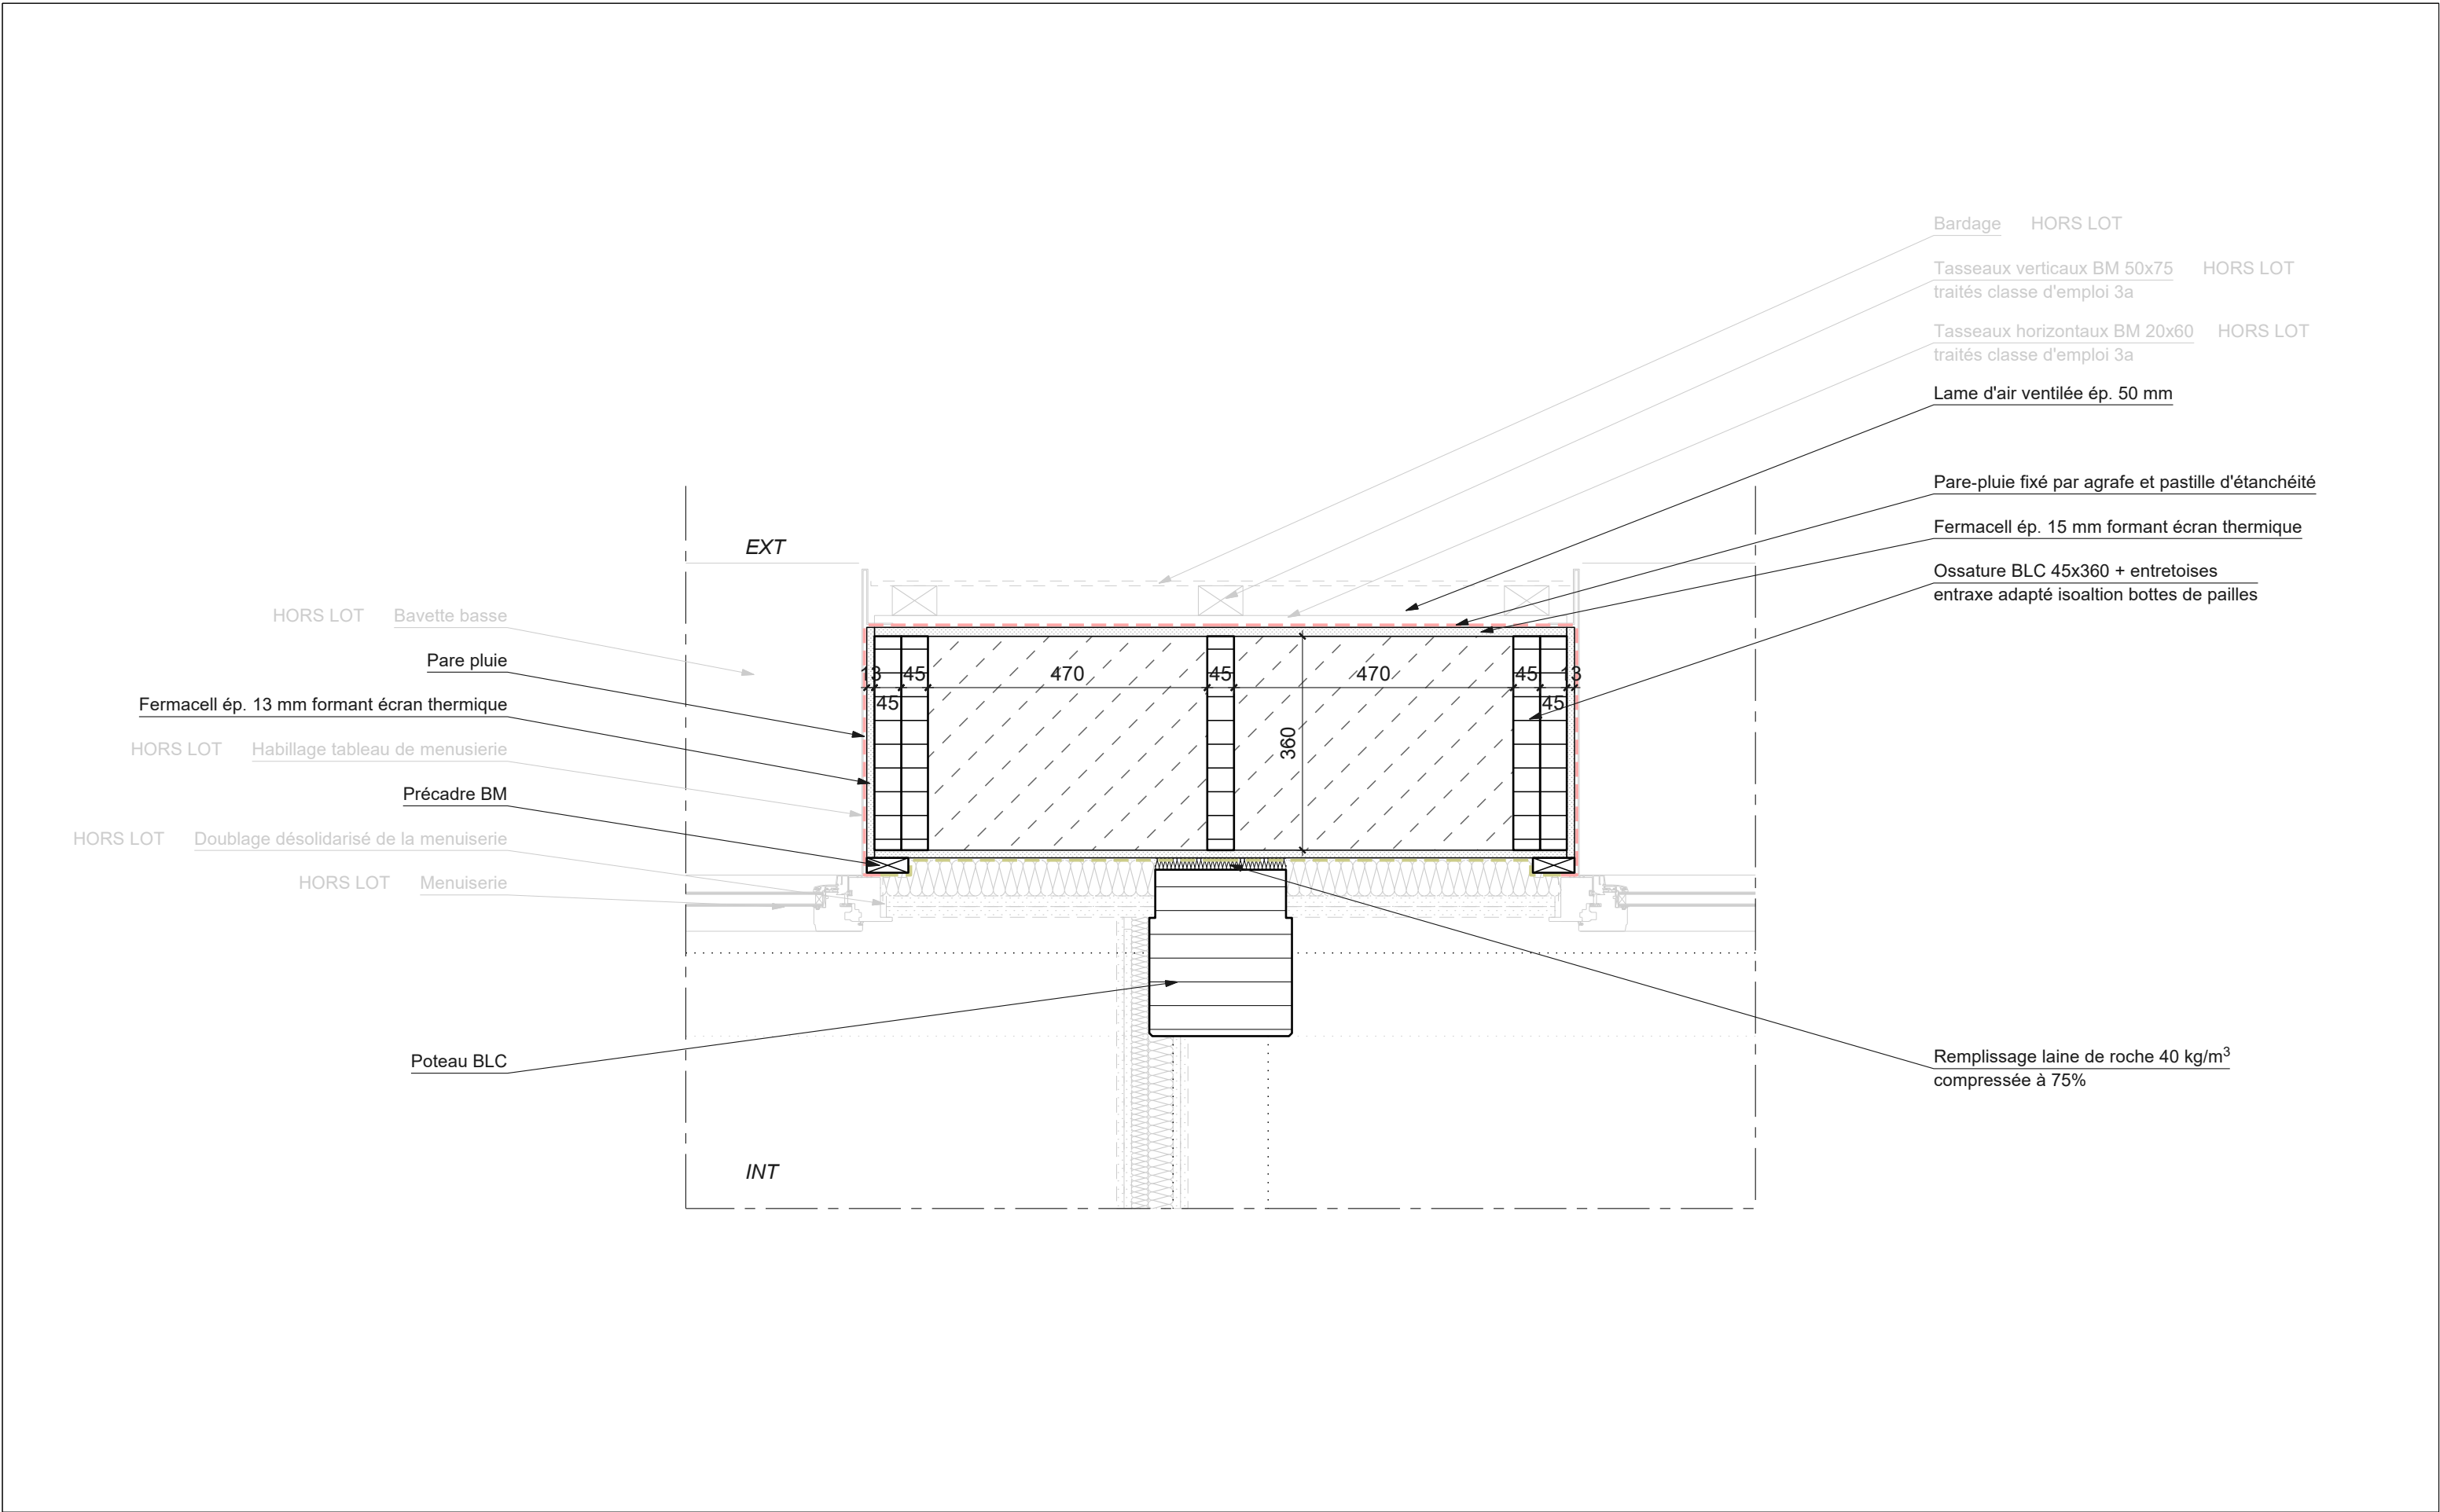 Bardage HORS LOT
Tasseaux verticaux BM 50x75 HORS LOT
traités classe d'emploi 3a
Tasseaux horizontaux BM 20x60 HORS LOT
traités classe d'emploi 3a
Lame d'air ventilée ép. 50 mm
Pare-pluie fixé par agrafe et pastille d'étanchéité
Fermacell ép. 15 mm formant écran thermique
Ossature BLC 45x360 + entretoises
entraxe adapté isoaltion bottes de pailles
EXT
HORS LOT Bavette basse
Pare pluie
Fermacell ép. 13 mm formant écran thermique
HORS LOT Habillage tableau de menusierie
Précadre BM
HORS LOT Doublage désolidarisé de la menuiserie
HORS LOT Menuiserie
13 45 470 45 470 45 13
45 45
360
Poteau BLC
Remplissage laine de roche 40 kg/m³
compressée à 75%
INT